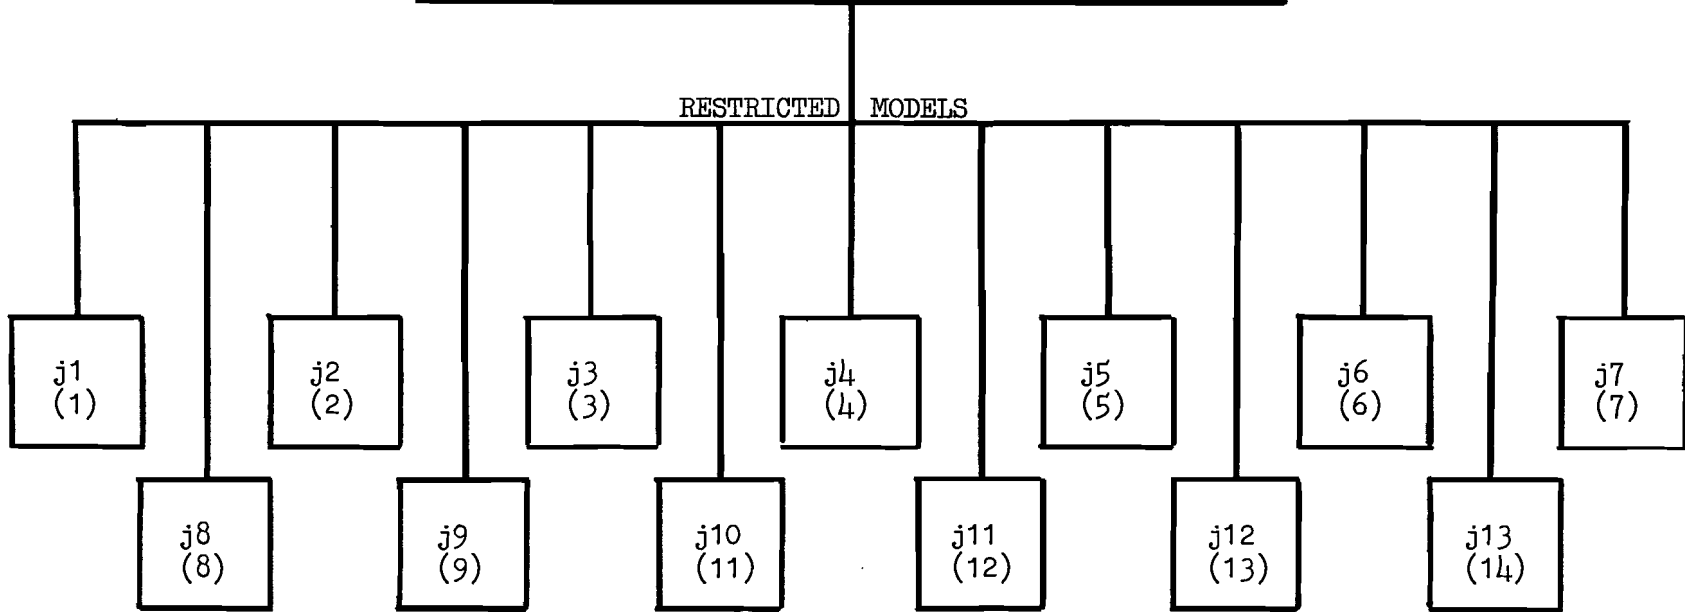 RESTRICTED MODELS
j1
(1)
j2
(2)
j3
(3)
j4
(4)
j5
(5)
j6
(6)
j7
(7)
j8
(8)
j9
(9)
j10
(11)
j11
(12)
j12
(13)
j13
(14)